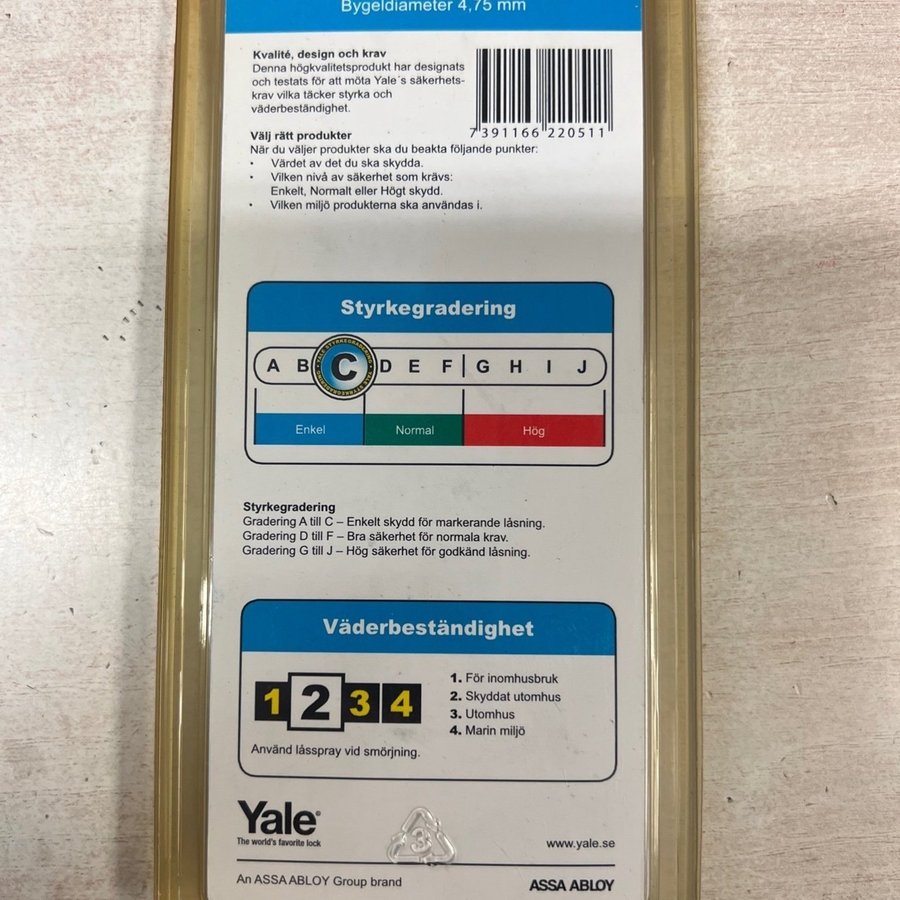 Bygeldiameter 4,75 mm
Kvalité, design och krav
Denna högkvalitetsprodukt har designats
och testats för att möta Yale´s säkerhets-
krav vilka täcker styrka och
väderbeständighet.
7 391166 220511
Välj rätt produkter
När du väljer produkter ska du beakta följande punkter:
• Värdet av det du ska skydda.
• Vilken nivå av säkerhet som krävs:
Enkelt, Normalt eller Högt skydd.
• Vilken miljö produkterna ska användas i.
Styrkegradering
A B C D E F G H I J
YALE STYRKEGRADERING YALE STYRKEGRADERING
Enkel Normal Hög
Styrkegradering
Gradering A till C – Enkelt skydd för markerande låsning.
Gradering D till F – Bra säkerhet för normala krav.
Gradering G till J – Hög säkerhet för godkänd låsning.
Väderbeständighet
1 2 3 4
1. För inomhusbruk
2. Skyddat utomhus
3. Utomhus
4. Marin miljö
Använd låsspray vid smörjning.
Yale®
The world's favorite lock
3
www.yale.se
An ASSA ABLOY Group brand
ASSA ABLOY